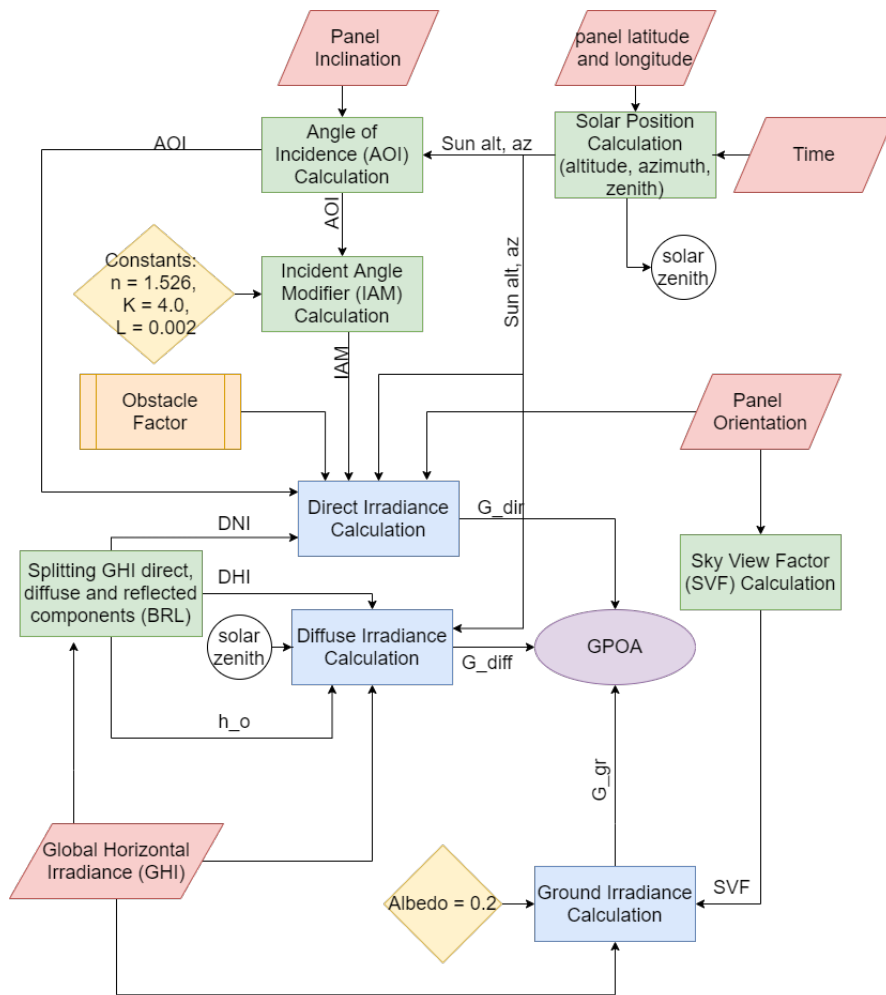 Panel
Inclination
panel latitude
and longitude
AOI
Angle of
Incidence (AOI)
Calculation
Sun alt, az
Solar Position
Calculation
(altitude, azimuth,
zenith)
Time
AOI
Sun alt, az
solar
zenith
Constants:
n = 1.526,
K = 4.0,
L = 0.002
Incident Angle
Modifier (IAM)
Calculation
IAM
Obstacle
Factor
Panel
Orientation
Direct Irradiance
Calculation
G_dir
DNI
Splitting GHI direct,
diffuse and reflected
components (BRL)
DHI
Sky View Factor
(SVF) Calculation
solar
zenith
Diffuse Irradiance
Calculation
G_diff
GPOA
h_o
G_gr
Global Horizontal
Irradiance (GHI)
Albedo = 0.2
Ground Irradiance
Calculation
SVF